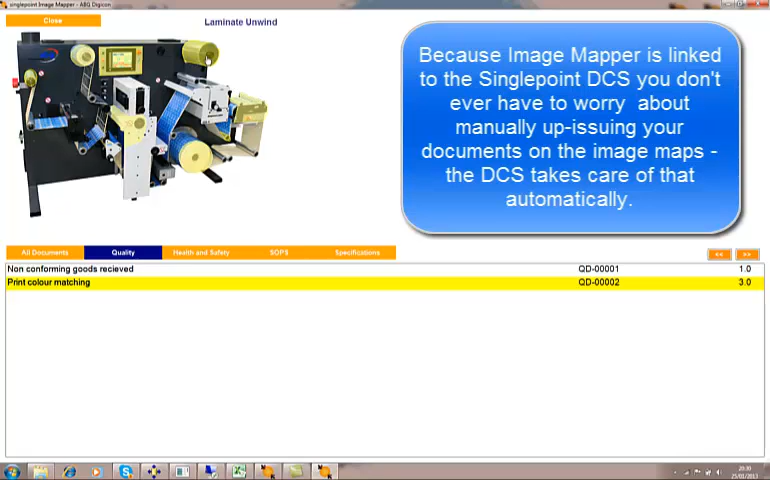 singlepoint Image Mapper - ABG Digicon
Close
Laminate Unwind
Because Image Mapper is linked
to the Singlepoint DCS you don't
ever have to worry about
manually up-issuing your
documents on the image maps -
the DCS takes care of that
automatically.
All Documents Quality Health and Safety SOPS Specifications << >>
Non conforming goods recieved QD-00001 1.0
Print colour matching QD-00002 3.0
20:39
25/02/2013